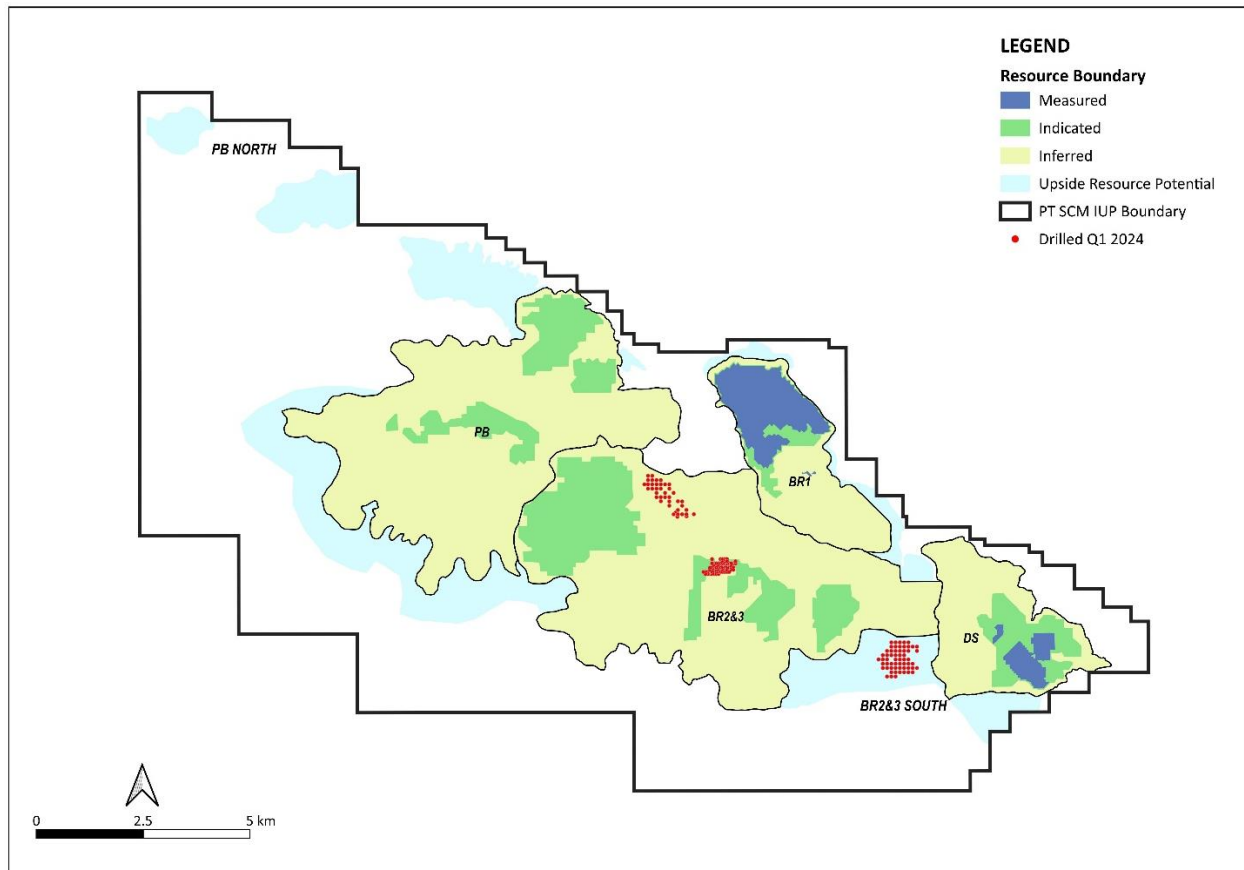 LEGEND
Resource Boundary
Measured
Indicated
Inferred
Upside Resource Potential
PT SCM IUP Boundary
Drilled Q1 2024
PB NORTH
PB
BR1
BR2&3
DS
BR2&3 SOUTH
0 2.5 5 km